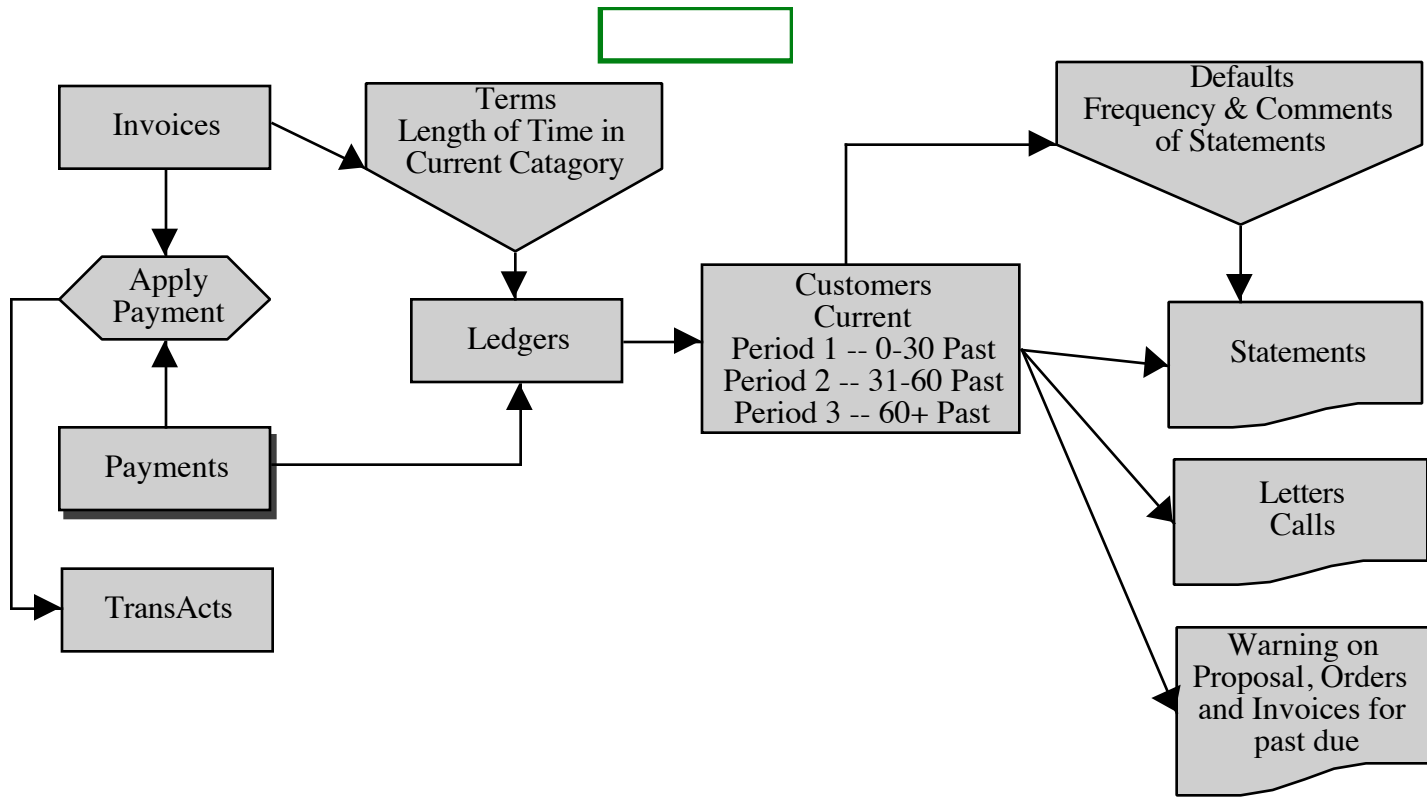 Invoices
Terms
Length of Time in
Current Catagory
Defaults
Frequency & Comments
of Statements
Apply
Payment
Ledgers
Customers
Current
Period 1 -- 0-30 Past
Period 2 -- 31-60 Past
Period 3 -- 60+ Past
Statements
Payments
Letters
Calls
TransActs
Warning on
Proposal, Orders
and Invoices for
past due